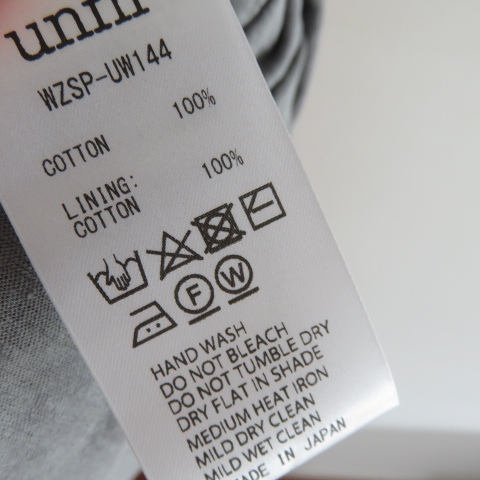 WZSP-UW144
100%
COTTON
100%
LINING:
COTTON
F W
HAND WASH
DO NOT BLEACH
DO NOT TUMBLE DRY
DRY FLAT IN SHADE
MEDIUM HEAT IRON
MILD DRY CLEAN
MILD WET CLEAN
MADE IN JAPAN